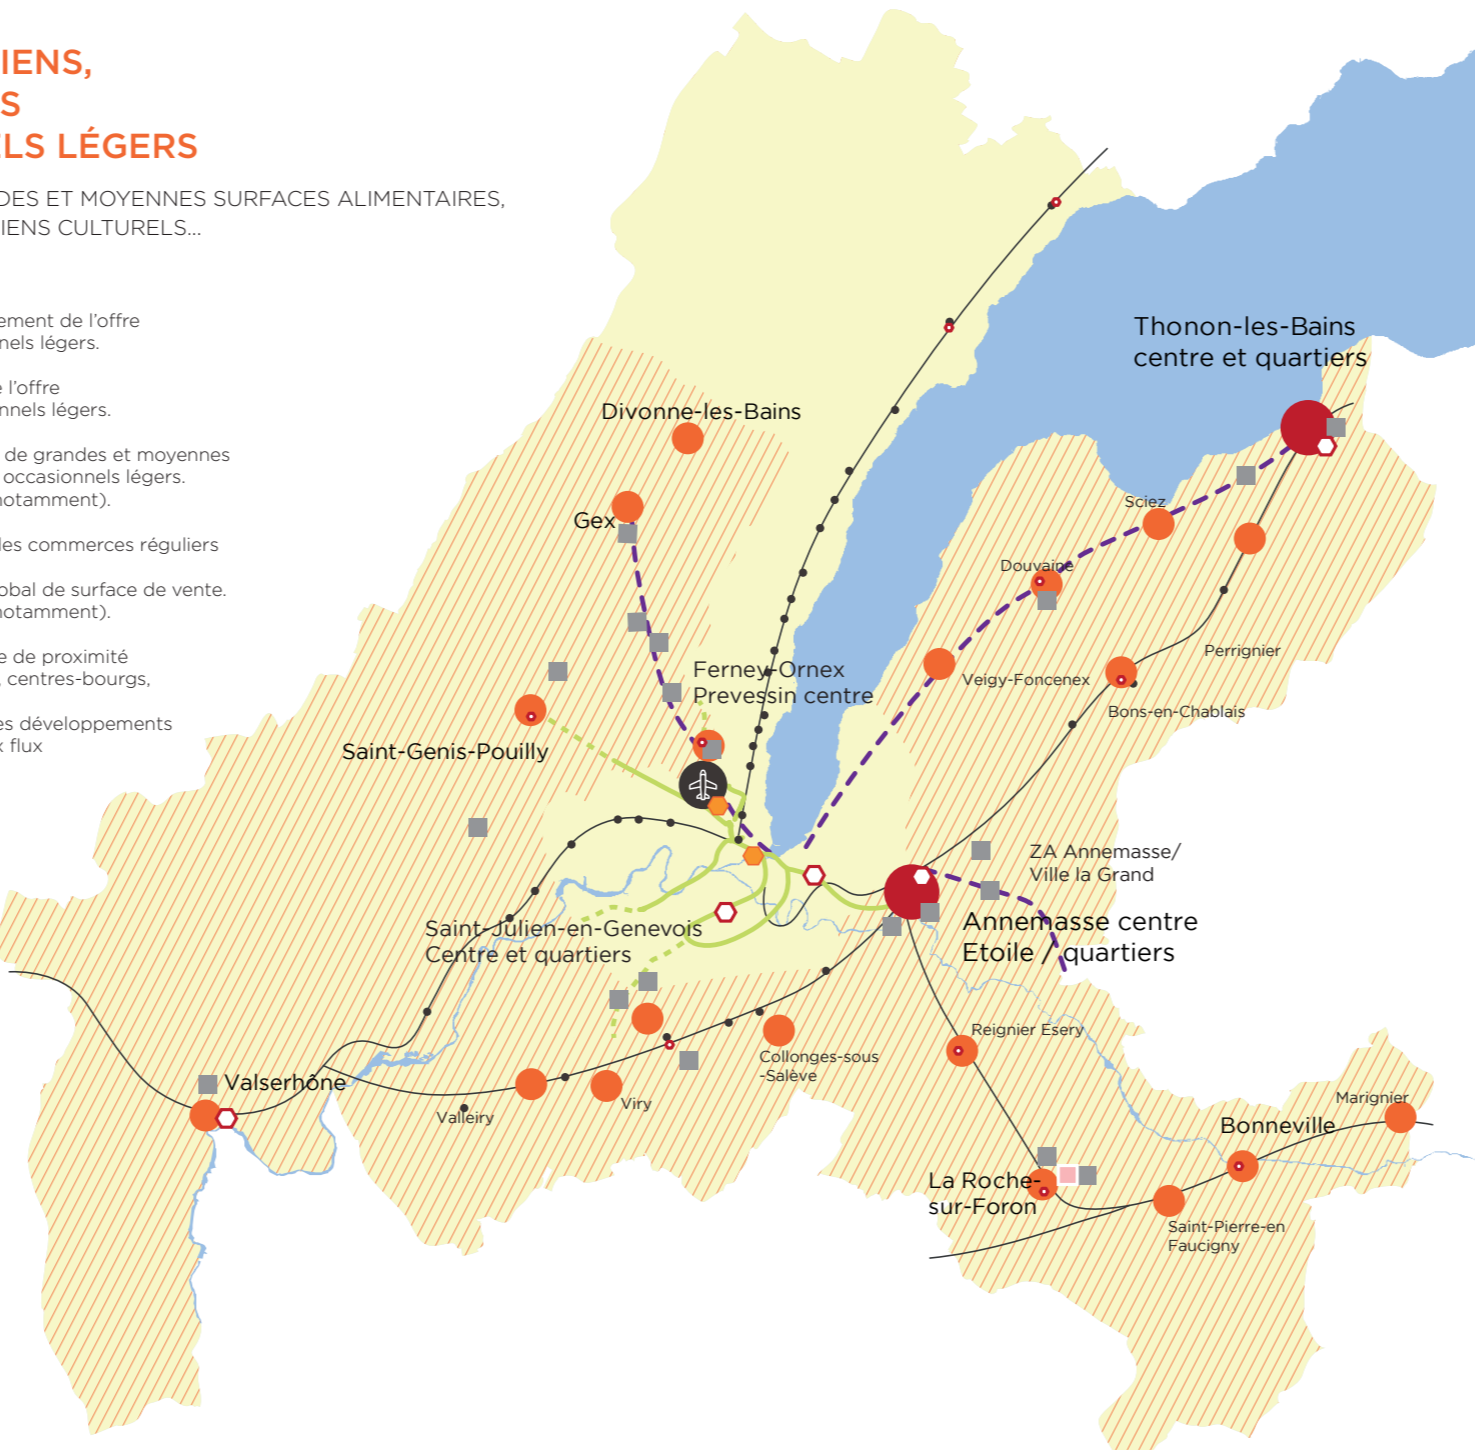 IENS,
S
ELS LÉGERS
DES ET MOYENNES SURFACES ALIMENTAIRES,
IENS CULTURELS...
ement de l'offre
nels légers.
e l'offre
nnels légers.
de grandes et moyennes
occasionnels légers.
notamment).
les commerces réguliers
obal de surface de vente.
notamment).
e de proximité
, centres-bourgs,
es développements
x flux
Thonon-les-Bains
centre et quartiers
Divonne-les-Bains
Gex
Sciez
Douvaine
Perrignier
Ferney-Ornex
Prevessin centre
Veigy-Foncenex
Bons-en-Chablais
Saint-Genis-Pouilly
ZA Annemasse/
Ville la Grand
Annemasse centre
Etoile / quartiers
Saint-Julien-en-Genevois
Centre et quartiers
Reignier Esery
Collonges-sous
-Salève
Valserhône
Viry
Valleiry
Marignier
Bonneville
La Roche-
sur-Foron
Saint-Pierre-en
Faucigny